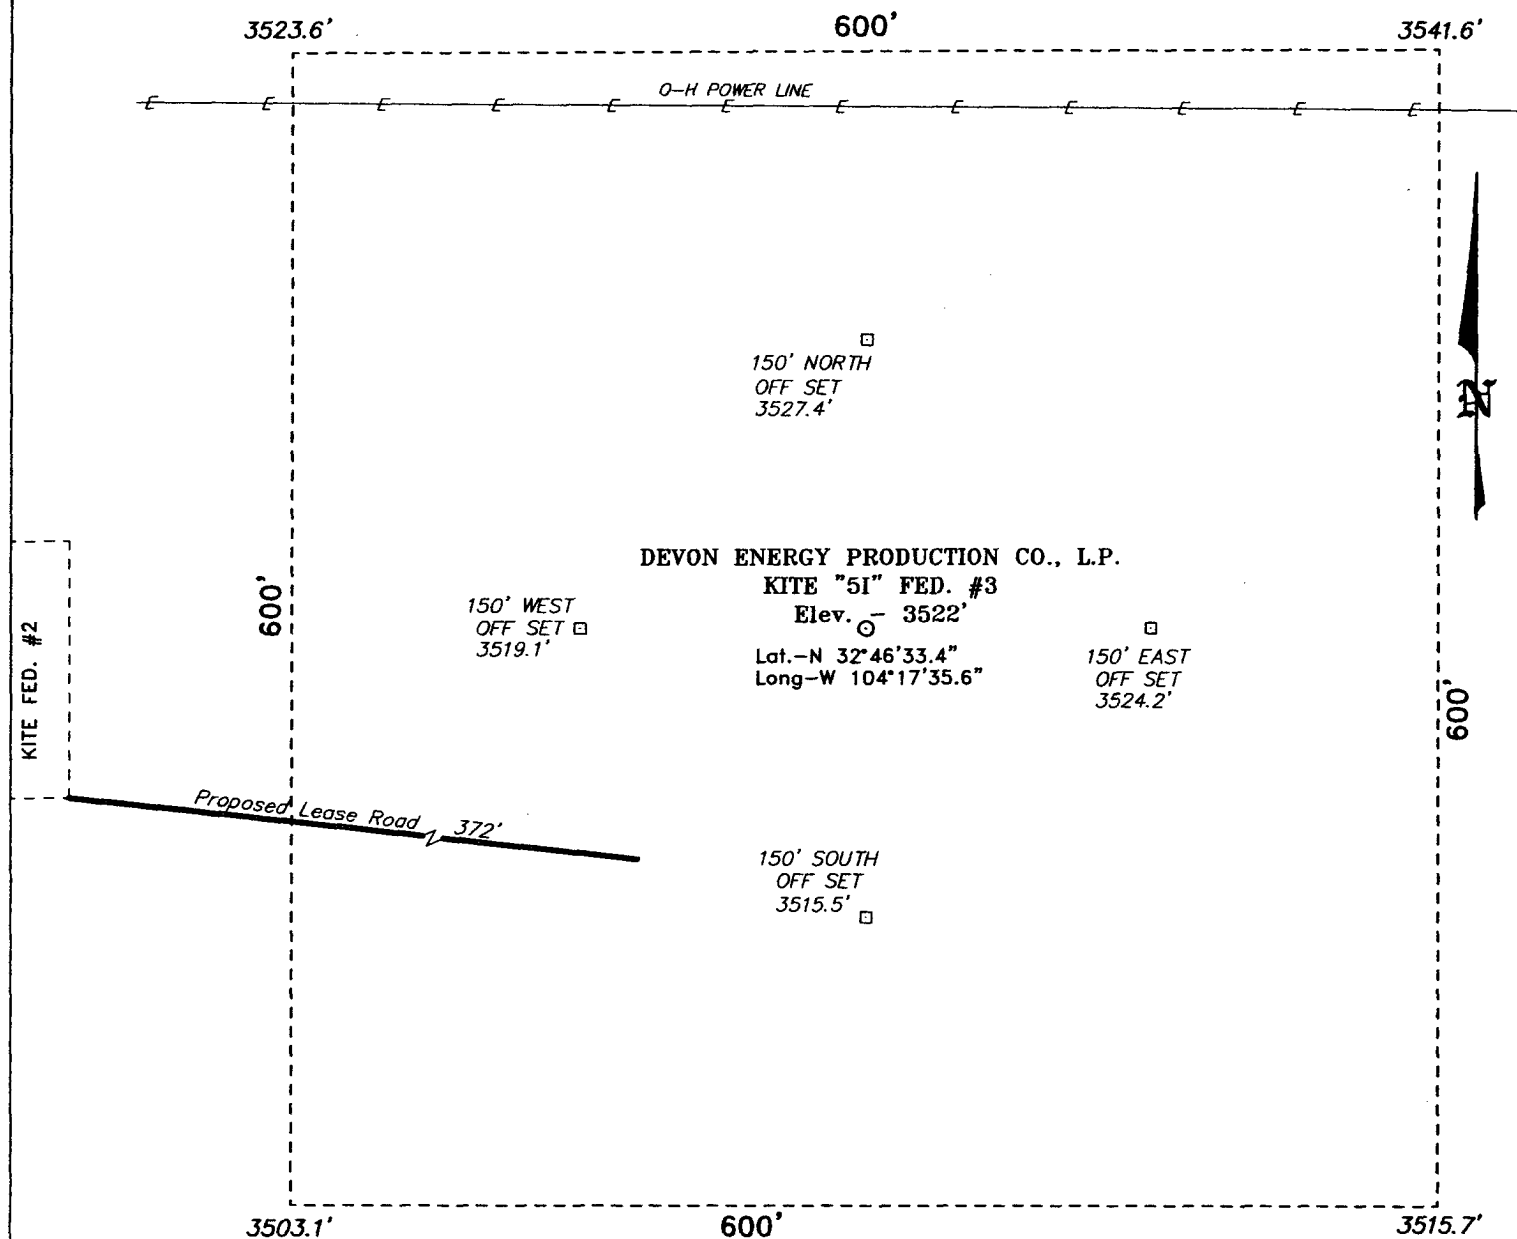 3523.6'
600'
3541.6'
O-H POWER LINE
E E E E E E E E E E E E
150' NORTH
OFF SET
3527.4'
N
DEVON ENERGY PRODUCTION CO., L.P.
KITE "5I" FED. #3
Elev. - 3522'
Lat.-N 32°46'33.4"
Long-W 104°17'35.6"
600'
150' WEST
OFF SET
3519.1'
150' EAST
OFF SET
3524.2'
600'
KITE FED. #2
Proposed Lease Road 372'
150' SOUTH
OFF SET
3515.5'
3503.1'
600'
3515.7'